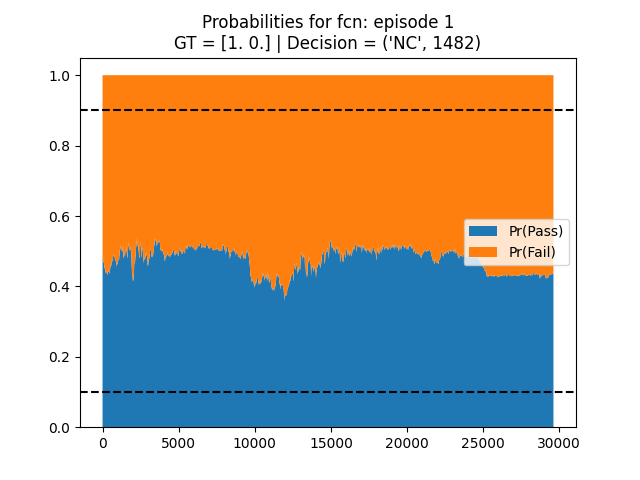 Probabilities for fcn: episode 1
GT = [1. 0.] | Decision = ('NC', 1482)
1.0
0.8
0.6
0.4
0.2
0.0
Pr(Pass)
Pr(Fail)
0 5000 10000 15000 20000 25000 30000